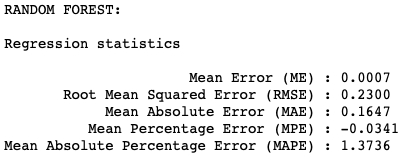 RANDOM FOREST:
Regression statistics
Mean Error (ME) : 0.0007
Root Mean Squared Error (RMSE) : 0.2300
Mean Absolute Error (MAE) : 0.1647
Mean Percentage Error (MPE) : -0.0341
Mean Absolute Percentage Error (MAPE) : 1.3736